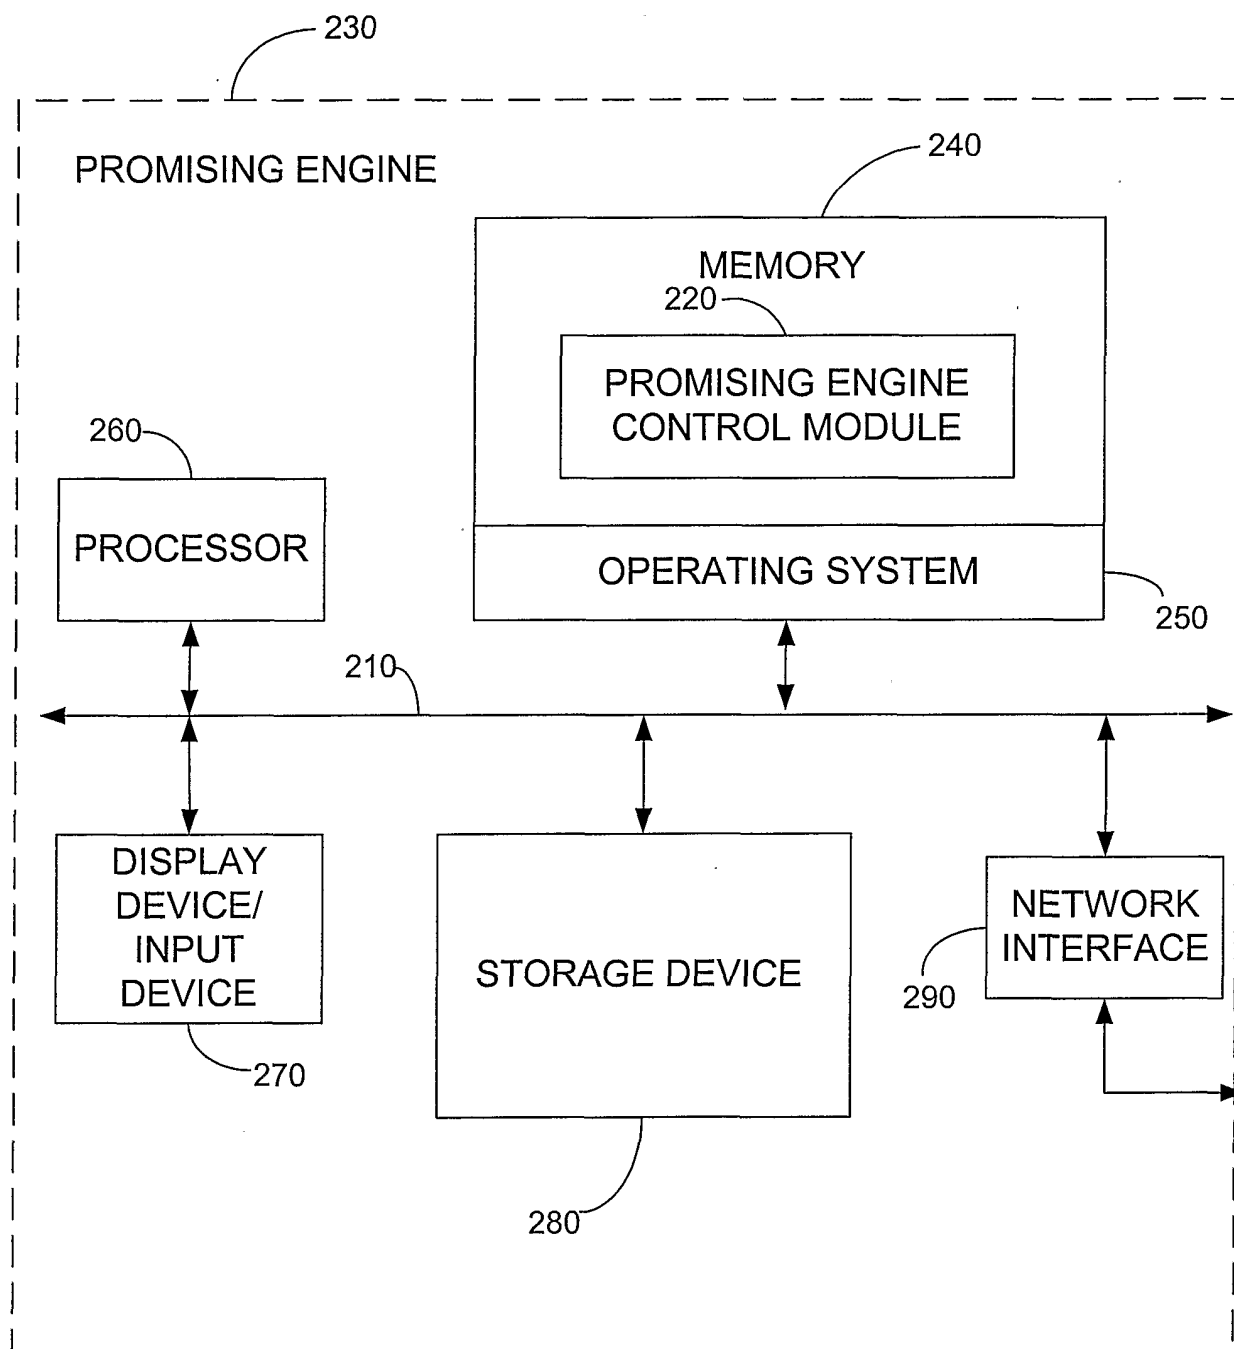 230
PROMISING ENGINE
240
MEMORY
220
PROMISING ENGINE
CONTROL MODULE
260
PROCESSOR
OPERATING SYSTEM
250
210
DISPLAY
DEVICE/
INPUT
DEVICE
STORAGE DEVICE
NETWORK
INTERFACE
290
270
280